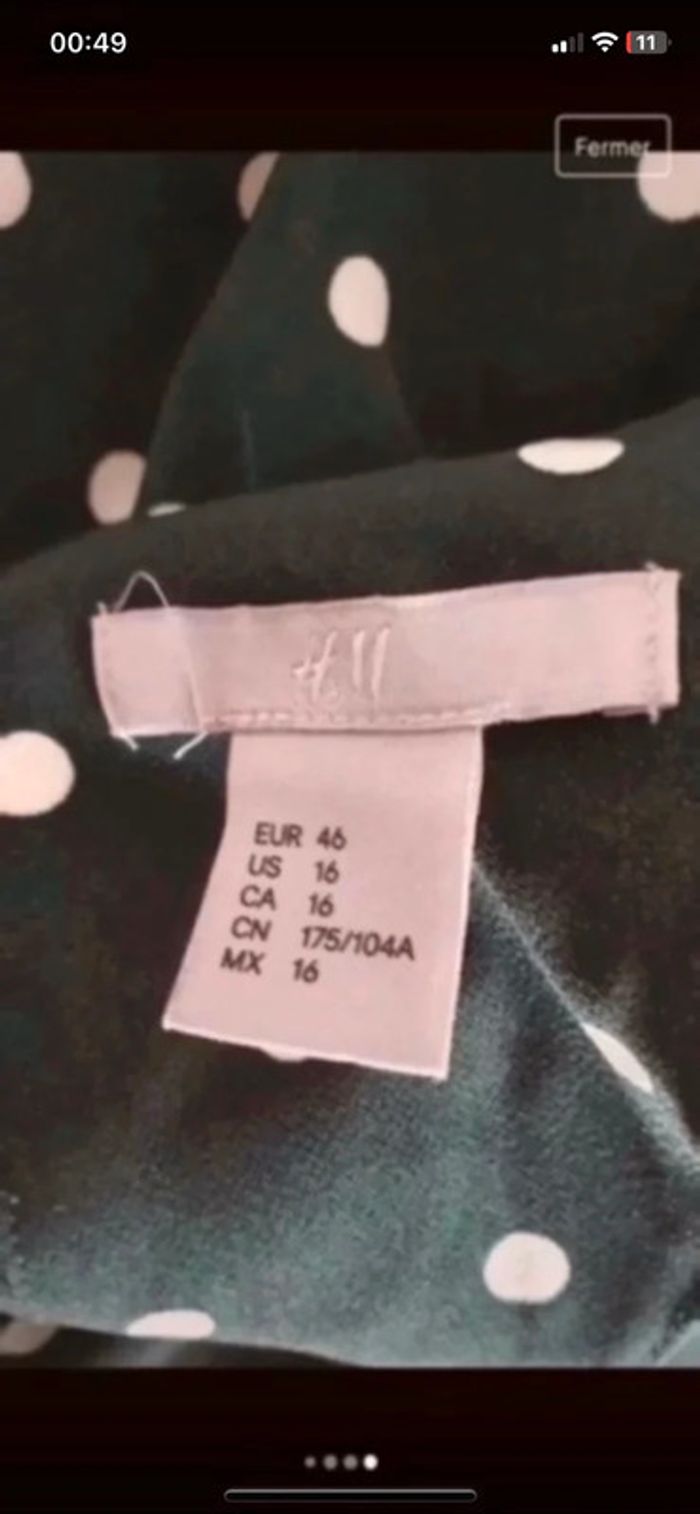 00:49
11
Fermer
EUR 46
US 16
CA 16
CN 175/104A
MX 16